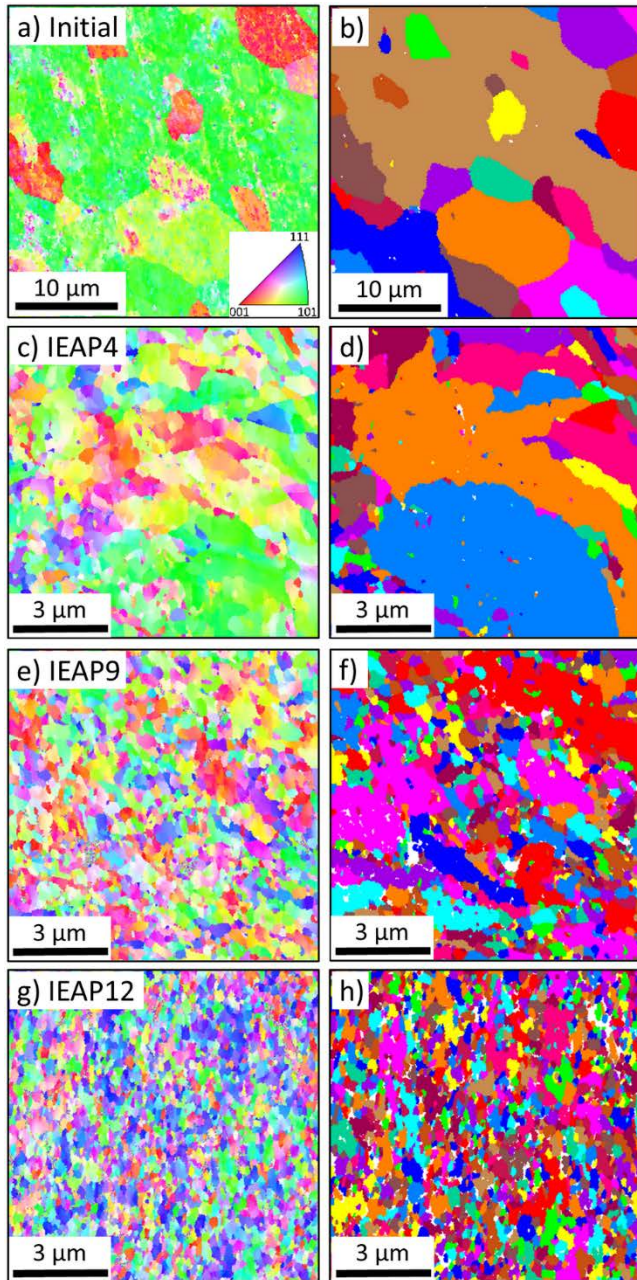 a) Initial
b)
111
001
101
10 μm
10 μm
c) IEAP4
d)
3 μm
3 μm
e) IEAP9
f)
3 μm
3 μm
g) IEAP12
h)
3 μm
3 μm